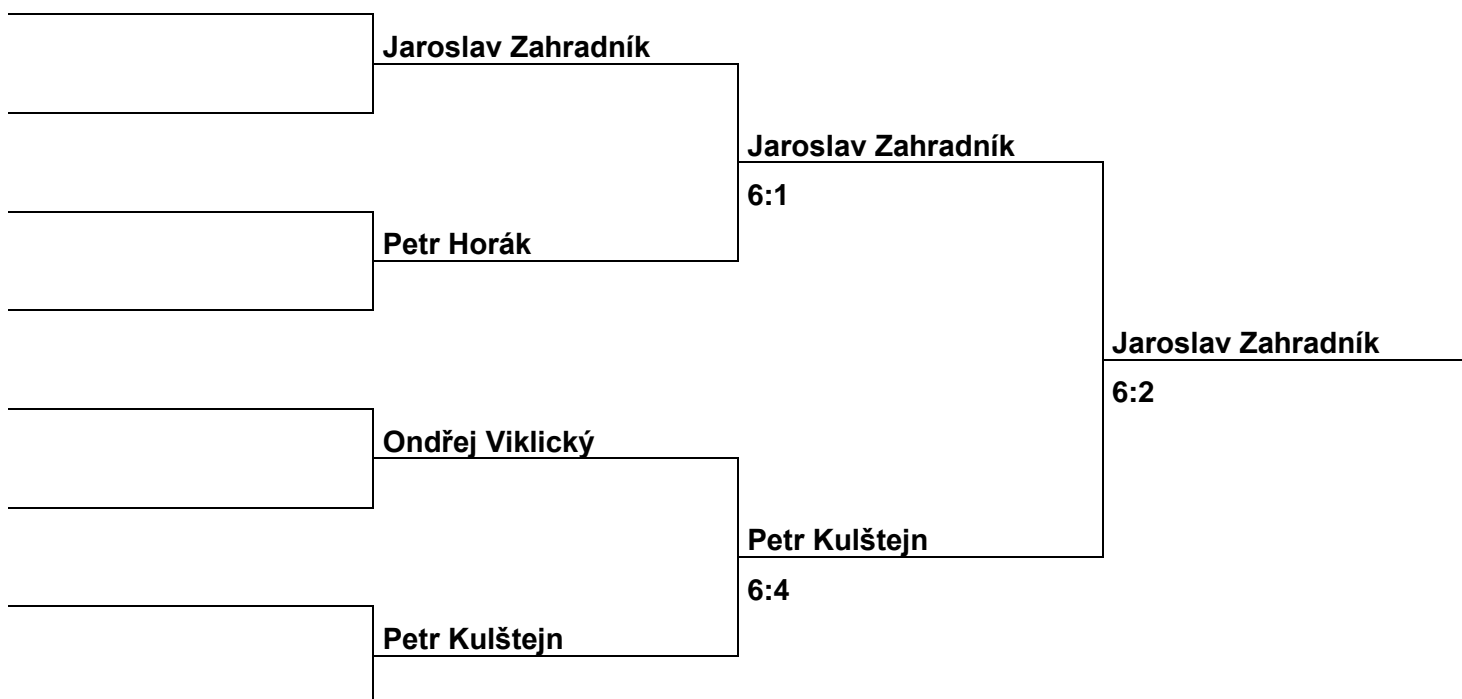 Jaroslav Zahradník
Jaroslav Zahradník
6:1
Petr Horák
Jaroslav Zahradník
6:2
Ondřej Viklický
Petr Kulštejn
6:4
Petr Kulštejn